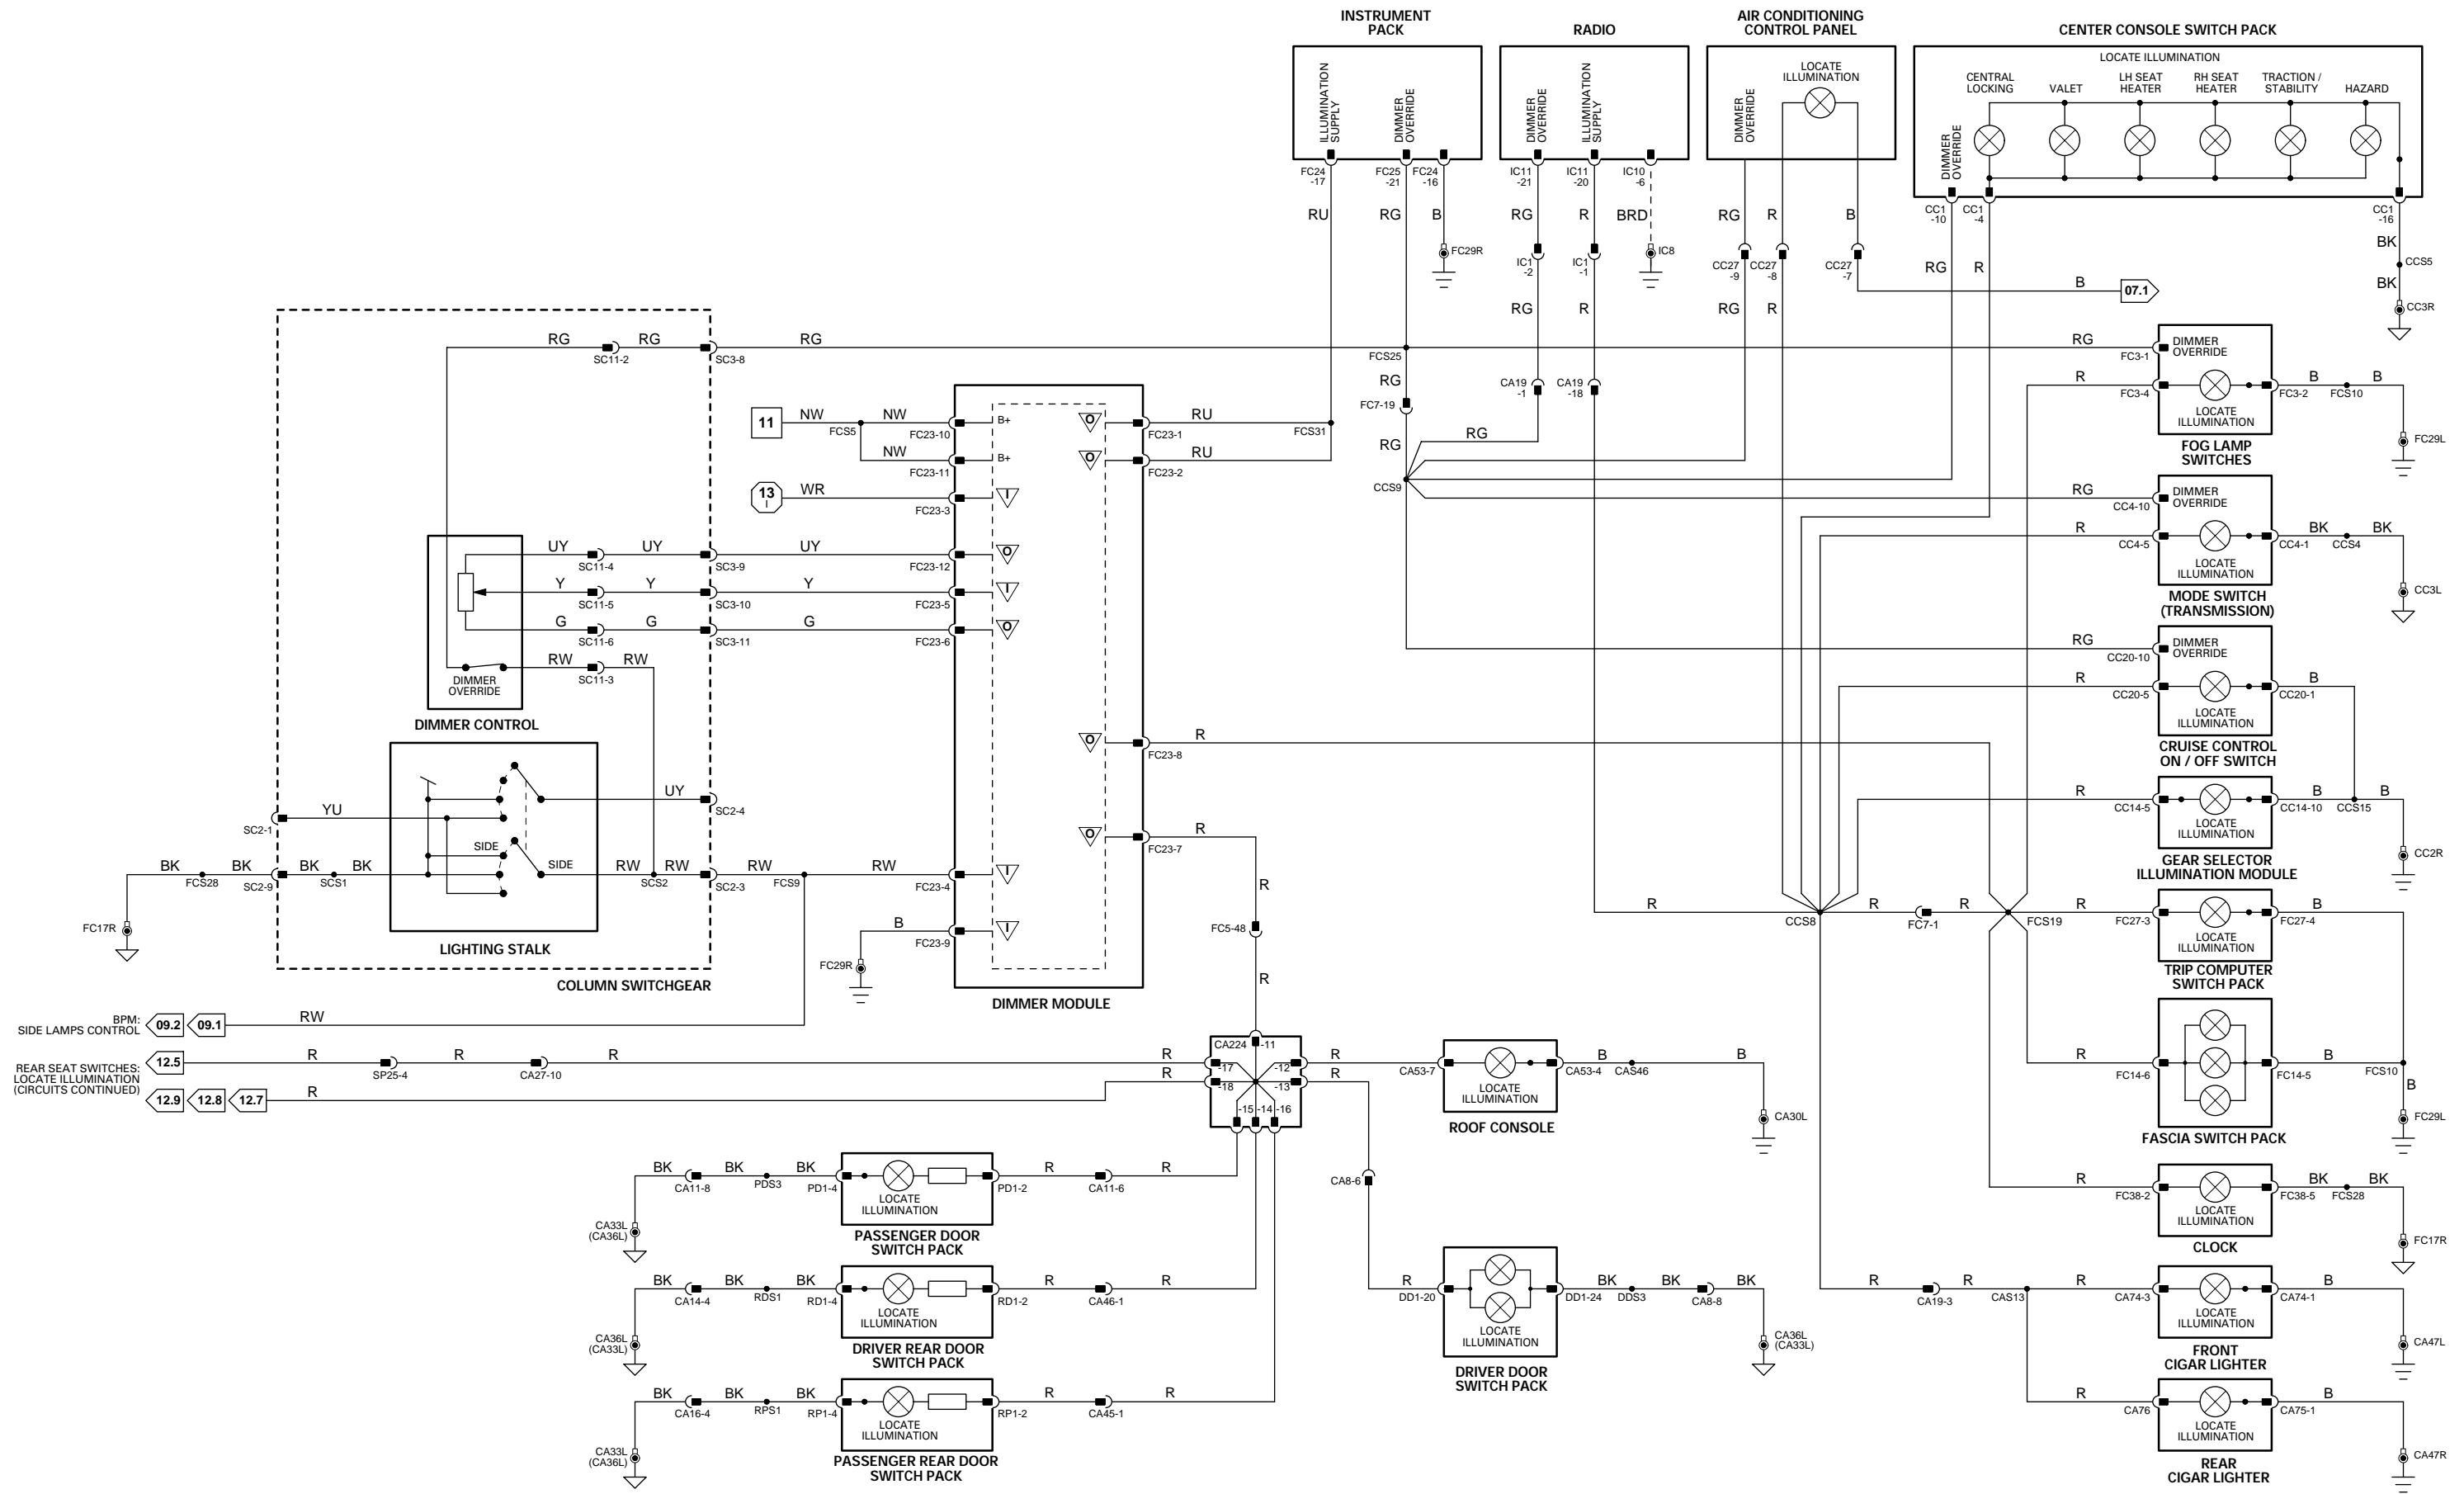 INSTRUMENT
PACK
RADIO
AIR CONDITIONING
CONTROL PANEL
CENTER CONSOLE SWITCH PACK
ILLUMINATION
SUPPLY
DIMMER
OVERRIDE
DIMMER
OVERRIDE
ILLUMINATION
SUPPLY
DIMMER
OVERRIDE
LOCATE
ILLUMINATION
LOCATE ILLUMINATION
CENTRAL
LOCKING
VALET
LH SEAT
HEATER
RH SEAT
HEATER
TRACTION /
STABILITY
HAZARD
DIMMER
OVERRIDE
FC24
-17
FC25
-21
FC24
-16
IC11
-21
IC11
-20
IC10
-6
CC1
-10
CC1
-4
CC1
-16
RU
RG
B
RG
R
BRD
RG
R
B
BK
FC29R
IC1
-2
IC1
-1
IC8
CC27
-9
CC27
-8
CC27
-7
RG
R
CCS5
B
07.1
BK
CC3R
RG
R
RG
R
RG
SC11-2
RG
SC3-8
RG
FCS25
RG
FC3-1
DIMMER
OVERRIDE
R
FC3-4
LOCATE
ILLUMINATION
FC3-2
B
FCS10
B
FC29L
FOG LAMP
SWITCHES
RG
FC7-19
RG
CA19
-1
CA19
-18
RG
CCS9
11
NW
FCS5
NW
FC23-10
B+
NW
FC23-11
B+
13
I
WR
FC23-3
I
O
FC23-1
RU
FCS31
O
FC23-2
RU
RG
CC4-10
DIMMER
OVERRIDE
R
CC4-5
LOCATE
ILLUMINATION
CC4-1
BK
CCS4
BK
CC3L
MODE SWITCH
(TRANSMISSION)
UY
SC11-4
UY
SC3-9
UY
FC23-12
O
Y
SC11-5
Y
SC3-10
Y
FC23-5
I
G
SC11-6
G
SC3-11
G
FC23-6
O
RW
SC11-3
RW
DIMMER
OVERRIDE
DIMMER CONTROL
RG
CC20-10
DIMMER
OVERRIDE
R
CC20-5
LOCATE
ILLUMINATION
CC20-1
B
CRUISE CONTROL
ON / OFF SWITCH
O
FC23-8
R
R
CC14-5
LOCATE
ILLUMINATION
CC14-10
B
CCS15
B
CC2R
GEAR SELECTOR
ILLUMINATION MODULE
UY
SC2-4
YU
SC2-1
SIDE
SIDE
O
FC23-7
R
BK
FCS28
BK
SC2-9
BK
SCS1
BK
RW
SCS2
RW
SC2-3
RW
FCS9
RW
FC23-4
I
FC17R
LIGHTING STALK
COLUMN SWITCHGEAR
B
FC23-9
I
FC29R
DIMMER MODULE
R
FC5-48
R
R
CCS8
R
FC7-1
R
FCS19
R
FC27-3
LOCATE
ILLUMINATION
FC27-4
B
TRIP COMPUTER
SWITCH PACK
BPM:
SIDE LAMPS CONTROL
09.2
09.1
RW
REAR SEAT SWITCHES:
LOCATE ILLUMINATION
(CIRCUITS CONTINUED)
12.5
R
SP25-4
R
CA27-10
R
R
12.9
12.8
12.7
R
R
CA224
-11
-17
-12
-18
-13
-15
-14
-16
R
CA53-7
LOCATE
ILLUMINATION
CA53-4
B
CAS46
B
CA30L
ROOF CONSOLE
R
CA8-6
R
FC14-6
FC14-5
B
FCS10
B
FC29L
FASCIA SWITCH PACK
CA33L
(CA36L)
BK
CA11-8
BK
PDS3
BK
PD1-4
LOCATE
ILLUMINATION
PD1-2
R
CA11-6
R
PASSENGER DOOR
SWITCH PACK
R
FC38-2
LOCATE
ILLUMINATION
FC38-5
BK
FCS28
BK
FC17R
CLOCK
CA36L
(CA33L)
BK
CA14-4
BK
RDS1
BK
RD1-4
LOCATE
ILLUMINATION
RD1-2
R
CA46-1
R
DRIVER REAR DOOR
SWITCH PACK
R
DD1-20
LOCATE
ILLUMINATION
DD1-24
BK
DDS3
BK
CA8-8
BK
CA36L
(CA33L)
DRIVER DOOR
SWITCH PACK
R
CA19-3
R
CAS13
R
CA74-3
LOCATE
ILLUMINATION
CA74-1
B
CA47L
FRONT
CIGAR LIGHTER
CA33L
(CA36L)
BK
CA16-4
BK
RPS1
BK
RP1-4
LOCATE
ILLUMINATION
RP1-2
R
CA45-1
R
PASSENGER REAR DOOR
SWITCH PACK
R
CA76
LOCATE
ILLUMINATION
CA75-1
B
CA47R
REAR
CIGAR LIGHTER